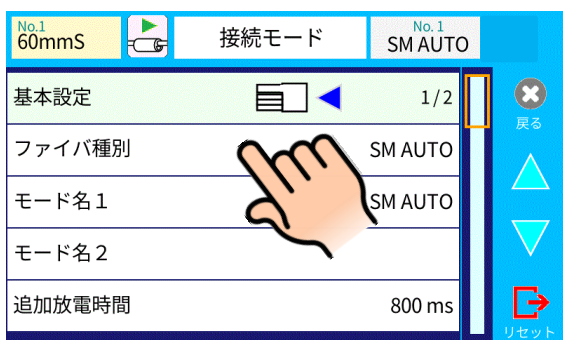 No.1
60mmS
接続モード
No. 1
SM AUTO
基本設定
1/2
戻る
ファイバ種別
SM AUTO
モード名１
SM AUTO
モード名２
追加放電時間
800 ms
リセット